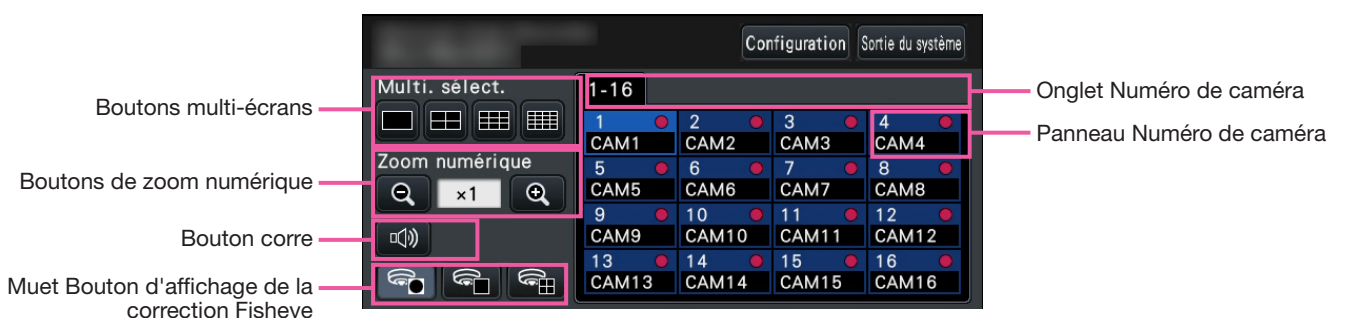 Configuration
Sortie du système
Multi. sélect.
1-16
Onglet Numéro de caméra
Boutons multi-écrans
1 2 3 4
CAM1 CAM2 CAM3 CAM4
Panneau Numéro de caméra
Zoom numérique
5 6 7 8
CAM5 CAM6 CAM7 CAM8
Boutons de zoom numérique
×1
9 10 11 12
CAM9 CAM10 CAM11 CAM12
Bouton corre
13 14 15 16
CAM13 CAM14 CAM15 CAM16
Muet Bouton d'affichage de la
correction Fisheye